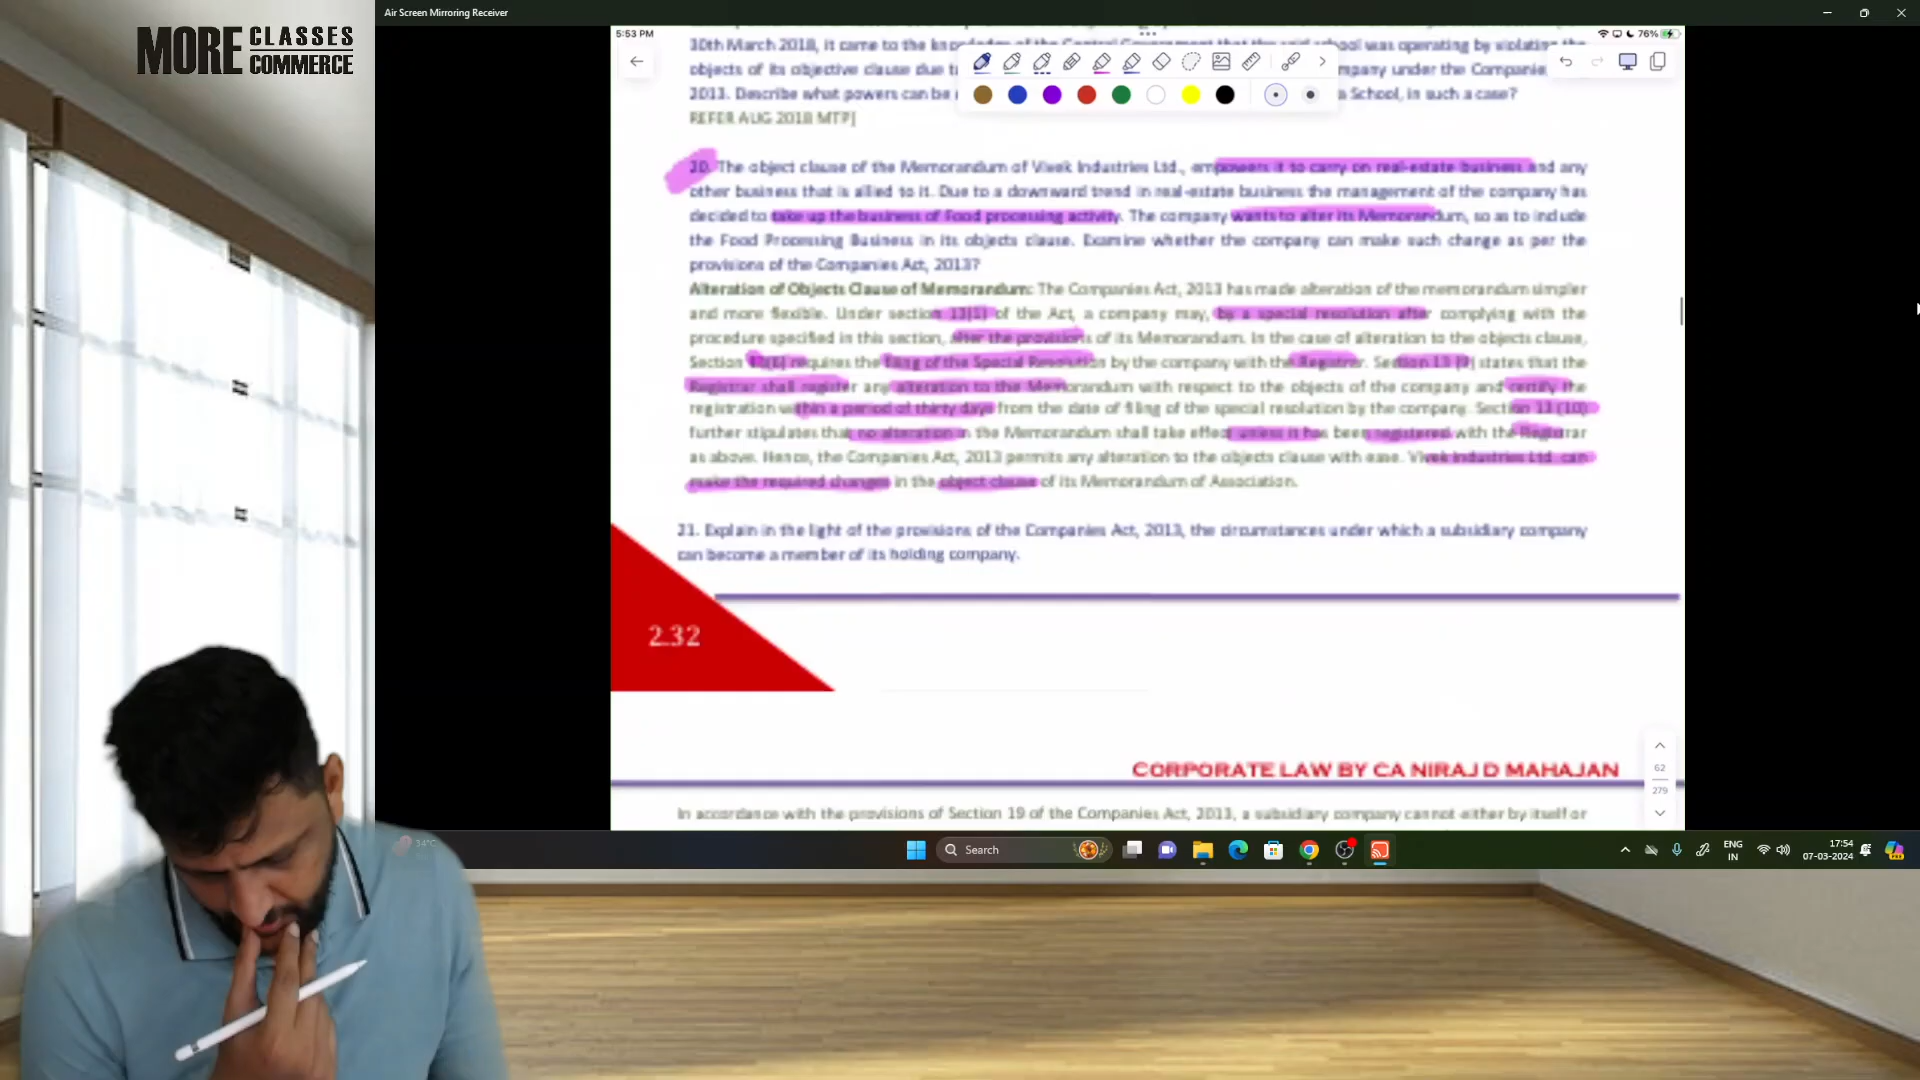 MORE CLASSES COMMERCE
Air Screen Mirroring Receiver
5:53 PM
76%
30th March 2018, it came to the knowledge of the Central Government that the said school was operating by violating the
objects of its objective clause due t mpany under the Companie
2013. Describe what powers can be a School, in such a case?
REFER AUG 2018 MTP]
20. The object clause of the Memorandum of Vivek Industries Ltd., empowers it to carry on real-estate business and any
other business that is allied to it. Due to a downward trend in real-estate business the management of the company has
decided to take up the business of Food processing activity. The company wants to alter its Memorandum, so as to include
the Food Processing Business in its objects clause. Examine whether the company can make such change as per the
provisions of the Companies Act, 2013?
Alteration of Objects Clause of Memorandum: The Companies Act, 2013 has made alteration of the memorandum simpler
and more flexible. Under section 13(1) of the Act, a company may, by a special resolution after complying with the
procedure specified in this section, alter the provisions of its Memorandum. In the case of alteration to the objects clause,
Section 13(6) requires the filing of the Special Resolution by the company with the Registrar. Section 13 (9) states that the
Registrar shall register any alteration to the Memorandum with respect to the objects of the company and certify the
registration within a period of thirty days from the date of filing of the special resolution by the company. Section 13 (10)
further stipulates that no alteration in the Memorandum shall take effect unless it has been registered with the Registrar
as above. Hence, the Companies Act, 2013 permits any alteration to the objects clause with ease. Vivek Industries Ltd. can
make the required changes in the object clause of its Memorandum of Association.
21. Explain in the light of the provisions of the Companies Act, 2013, the circumstances under which a subsidiary company
can become a member of its holding company.
2.32
CORPORATE LAW BY CA NIRAJ D MAHAJAN
62
279
In accordance with the provisions of Section 19 of the Companies Act, 2013, a subsidiary company cannot either by itself or
34°C
Search
ENG
IN
17:54
07-03-2024